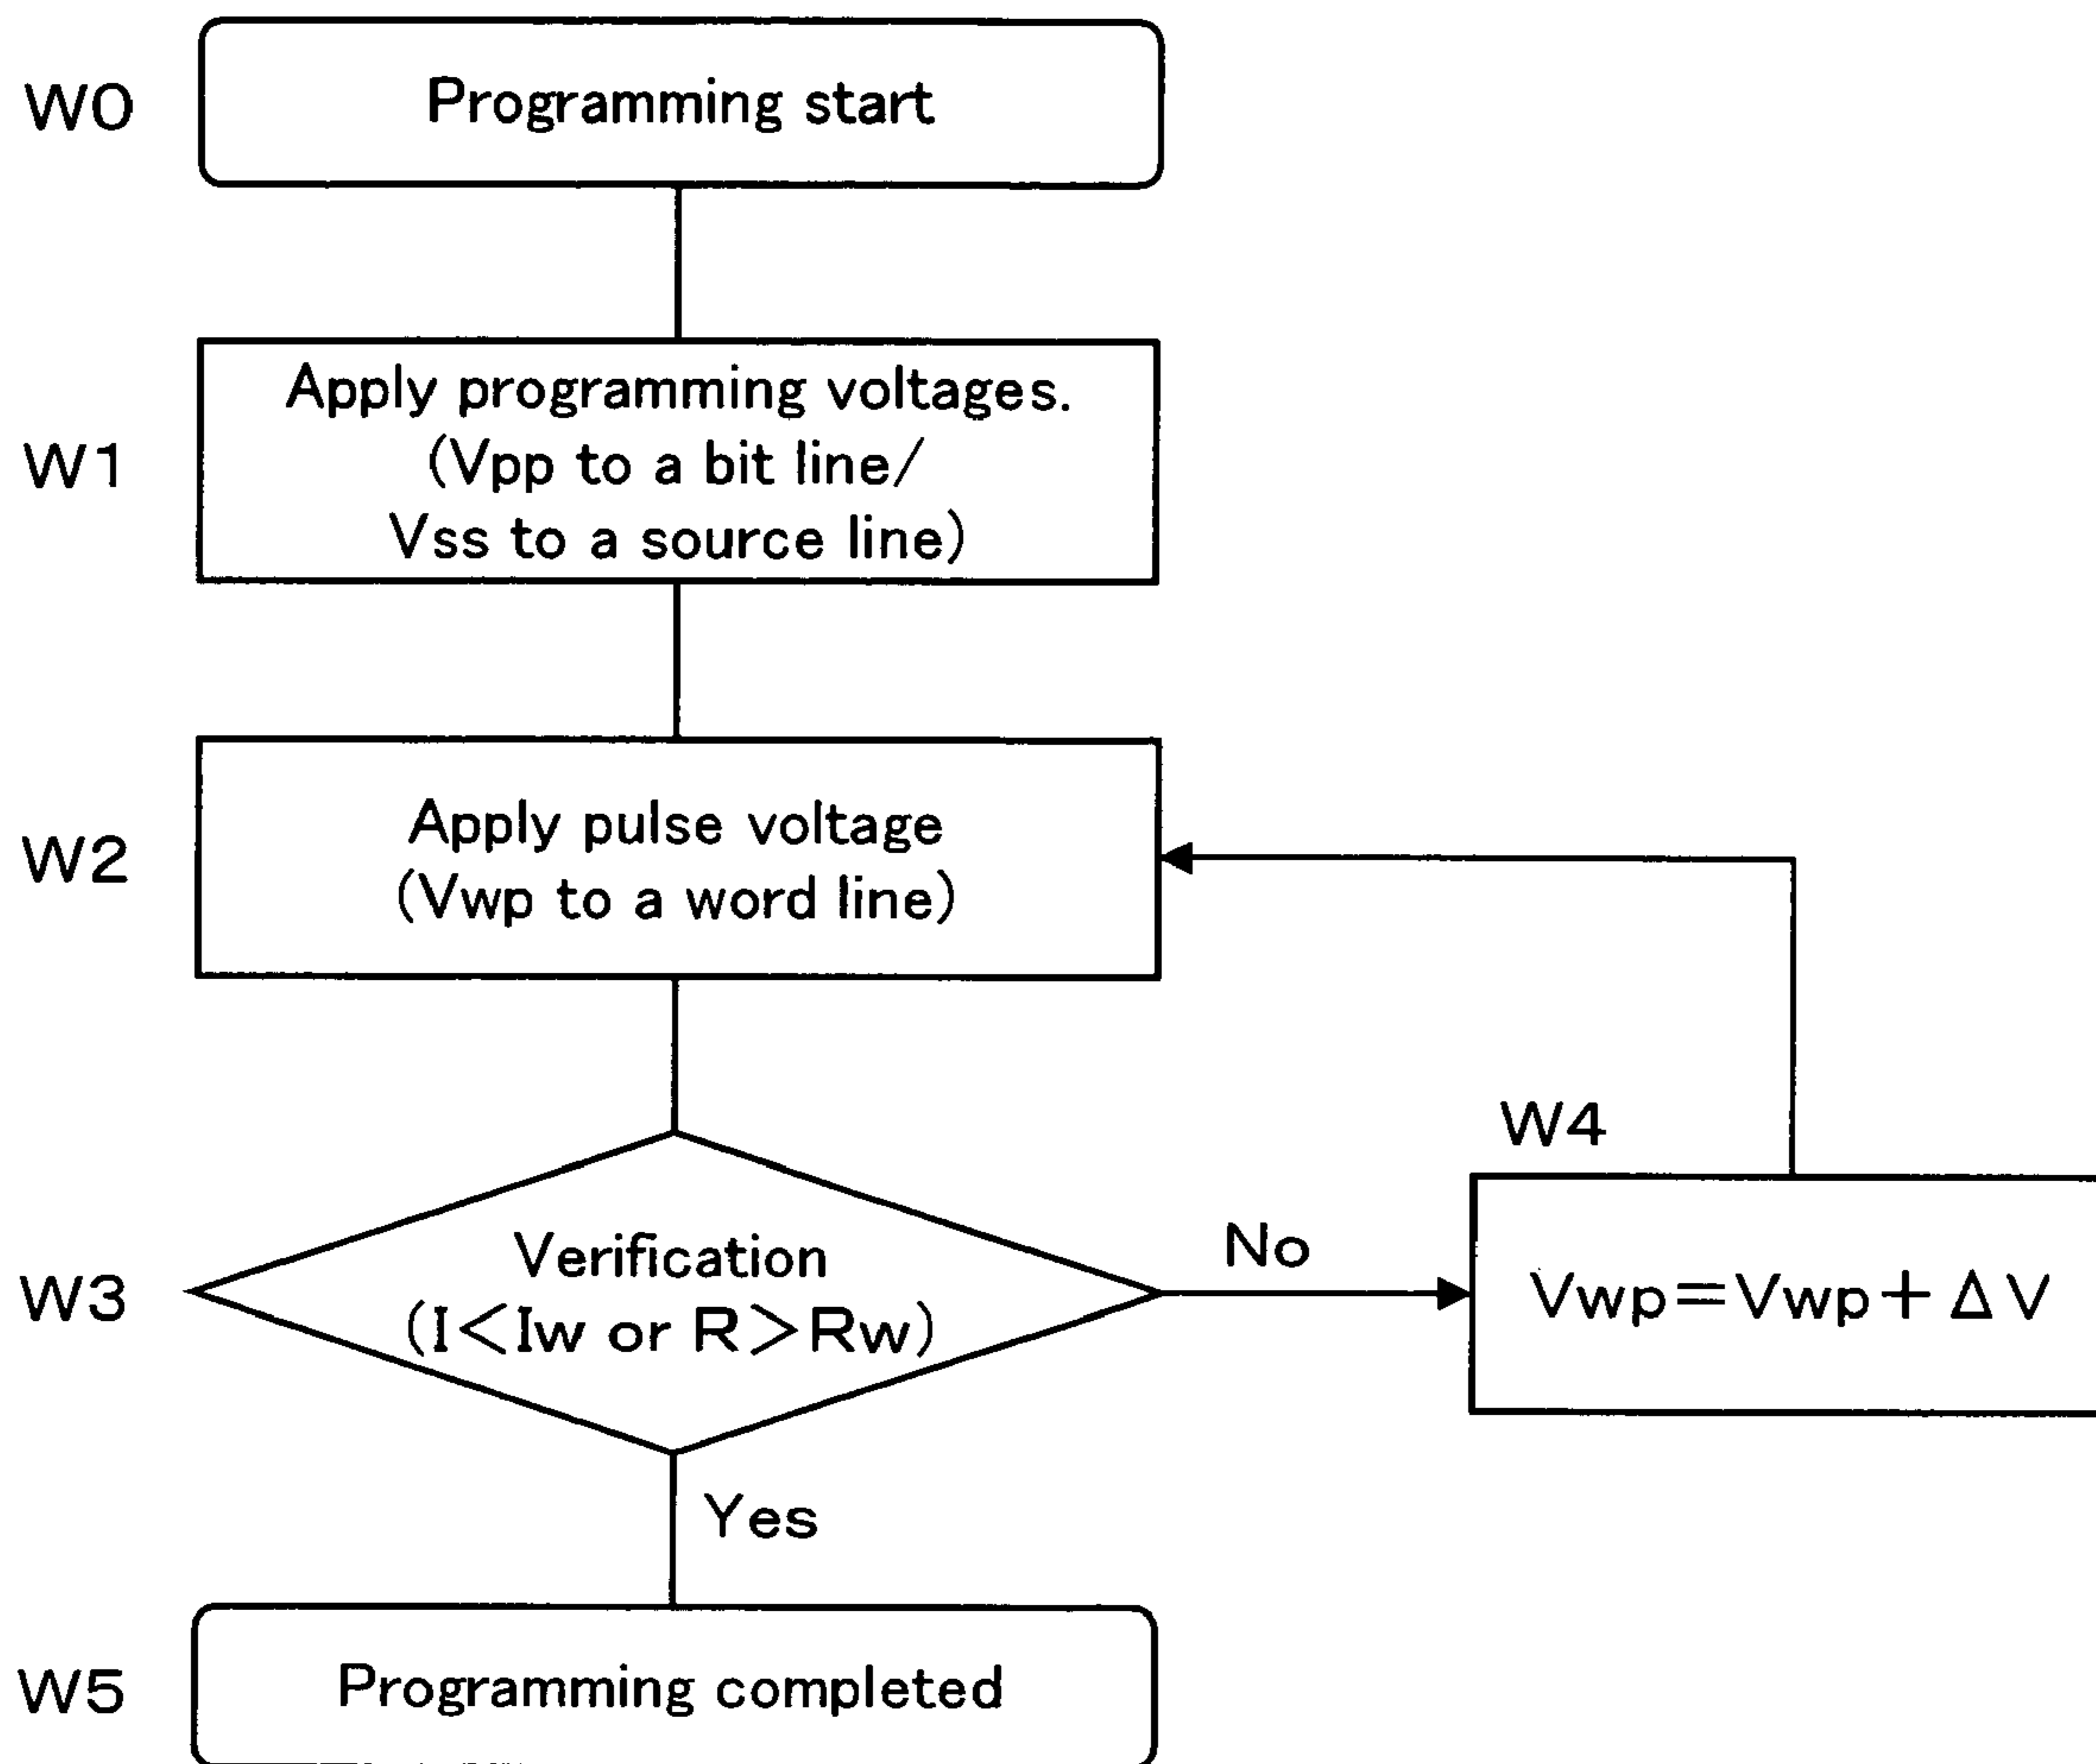 W0
Programming start
W1
Apply programming voltages.
(Vpp to a bit line/
Vss to a source line)
W2
Apply pulse voltage
(Vwp to a word line)
W3
Verification
(I<Iw or R>Rw)
No
W4
Vwp=Vwp+ΔV
Yes
W5
Programming completed